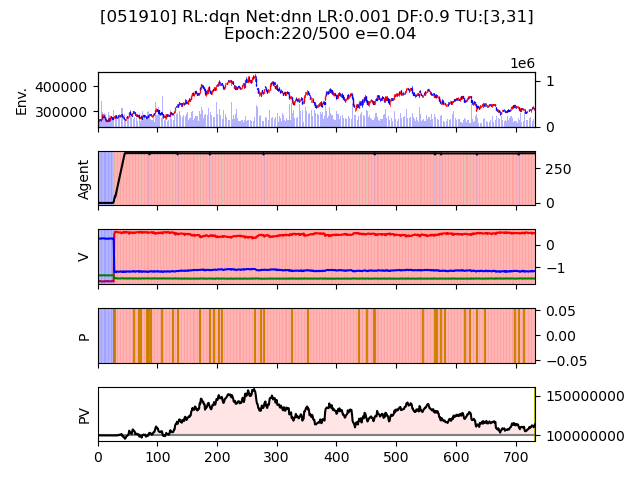 [051910] RL:dqn Net:dnn LR:0.001 DF:0.9 TU:[3,31]
Epoch:220/500 e=0.04
1e6
Env.
400000
300000
1
0
Agent
250
0
V
0
−1
P
0.05
0.00
−0.05
PV
150000000
100000000
0 100 200 300 400 500 600 700